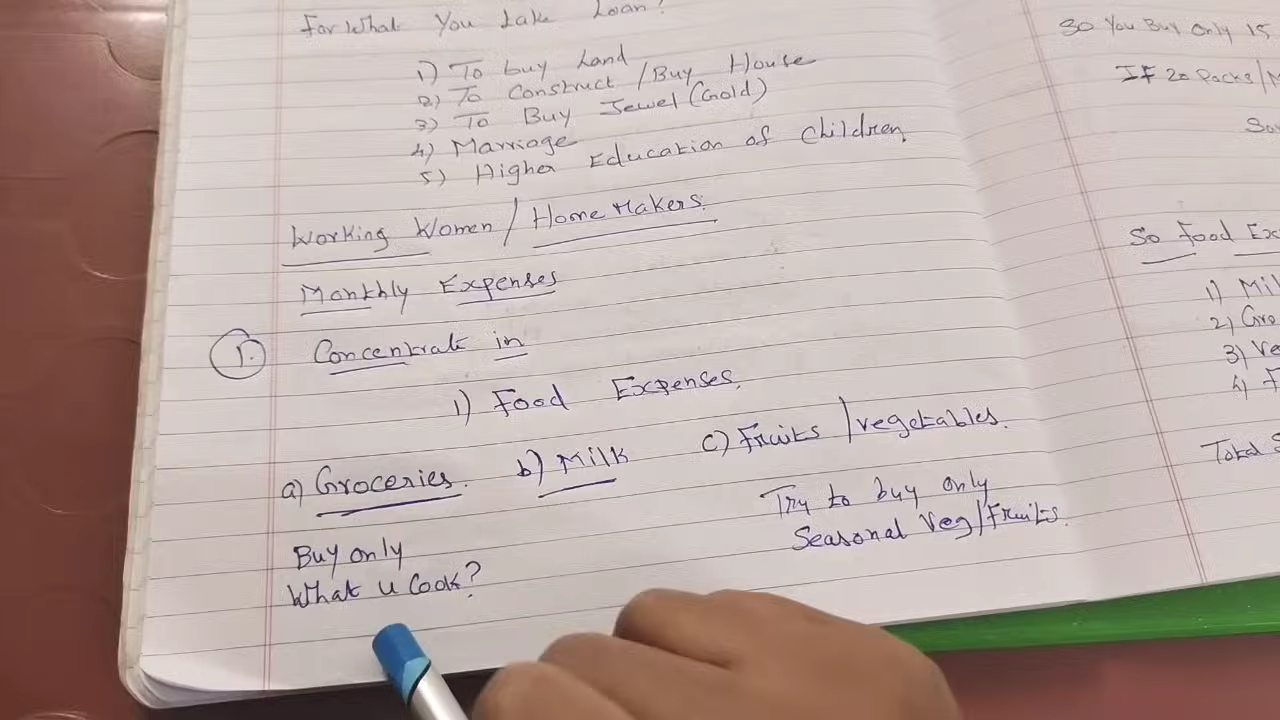 For What You take Loan?
1) To buy Land
2) To Construct / Buy House
3) To Buy Jewel (Gold)
4) Marriage
5) Higher Education of Children
Working Women / Home Makers
Monthly Expenses
1. Concentrate in
1) Food Expenses
a) Groceries. b) Milk c) Fruits / vegetables.
Buy only
What u Cook?
Try to buy only
Seasonal Veg/Fruits.
So You Buy Only 15
If 20 Packs/
So Food Ex
1) Mil
2) Gro
3) Ve
4) F
Total